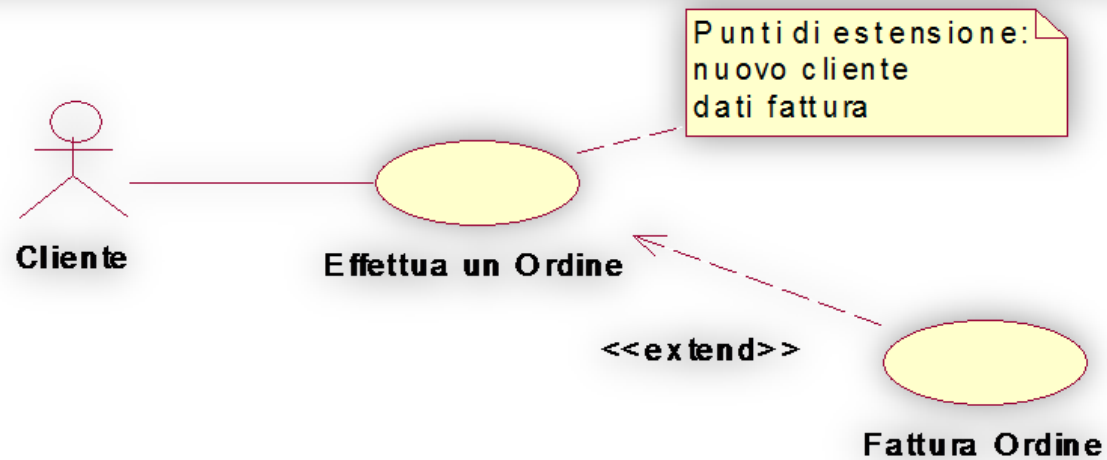 Punti di estensione:
nuovo cliente
dati fattura
Cliente
Effettua un Ordine
<<extend>>
Fattura Ordine